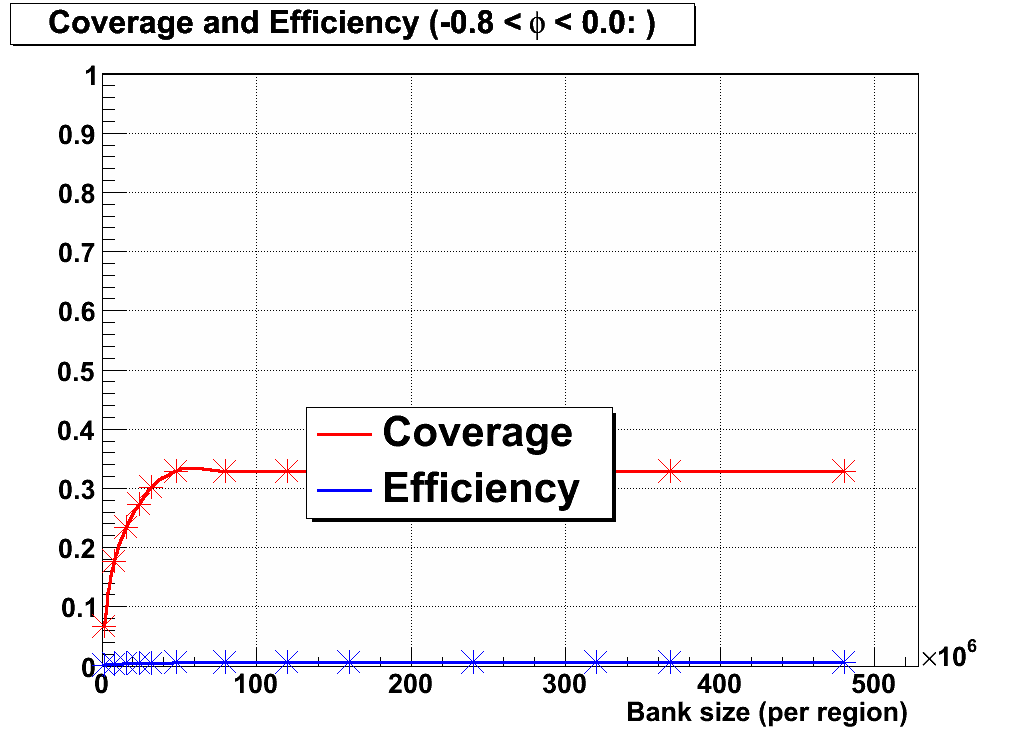 Coverage and Efficiency (-0.8 < ϕ < 0.0: )
1
0.9
0.8
0.7
0.6
0.5
0.4
0.3
0.2
0.1
0
Coverage
Efficiency
0 100 200 300 400 500
×10⁶
Bank size (per region)